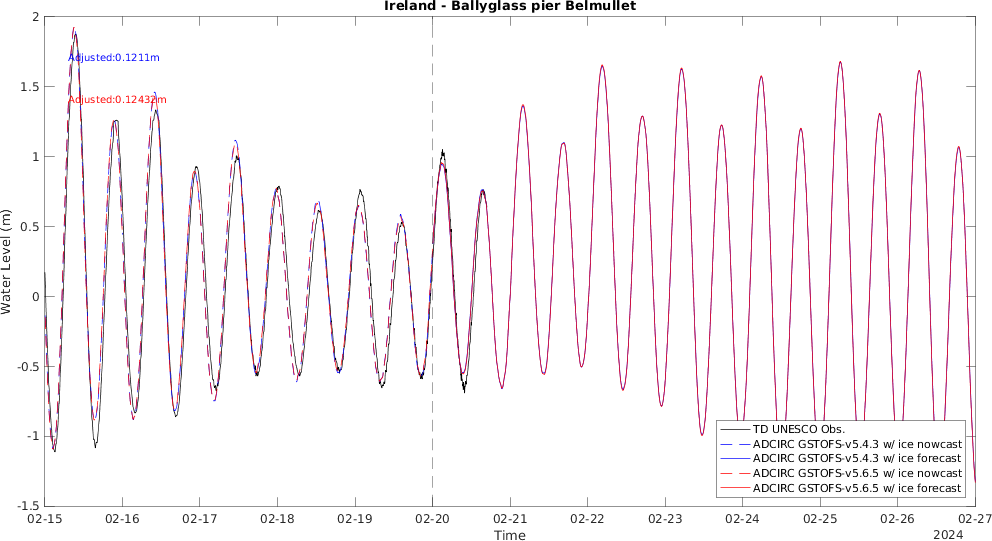 Ireland - Ballyglass pier Belmullet
2
1.5
1
0.5
0
-0.5
-1
-1.5
Water Level (m)
Adjusted:0.1211m
Adjusted:0.12432m
TD UNESCO Obs.
ADCIRC GSTOFS-v5.4.3 w/ ice nowcast
ADCIRC GSTOFS-v5.4.3 w/ ice forecast
ADCIRC GSTOFS-v5.6.5 w/ ice nowcast
ADCIRC GSTOFS-v5.6.5 w/ ice forecast
02-15 02-16 02-17 02-18 02-19 02-20 02-21 02-22 02-23 02-24 02-25 02-26 02-27
Time
2024